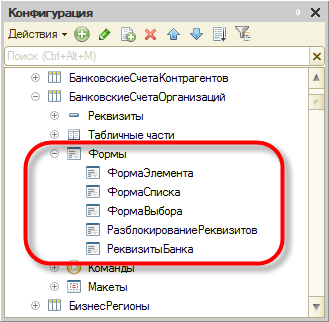 Конфигурация
Действия
Поиск (Ctrl+Alt+M)
БанковскиеСчетаКонтрагентов
БанковскиеСчетаОрганизаций
Реквизиты
Табличные части
Формы
ФормаЭлемента
ФормаСписка
ФормаВыбора
РазблокированиеРеквизитов
РеквизитыБанка
Команды
Макеты
БизнесРегионы